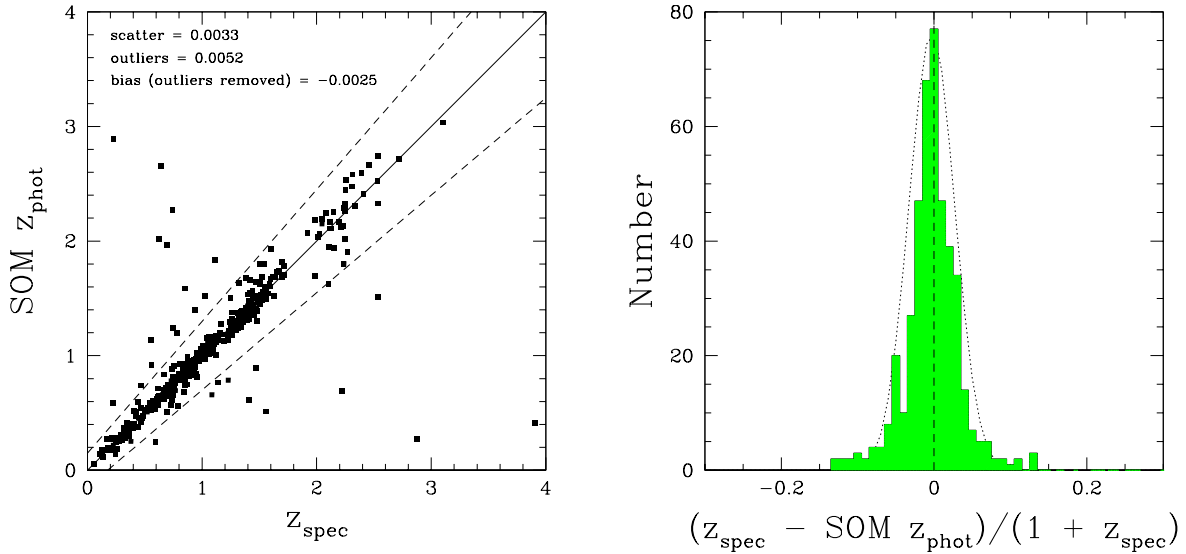 scatter = 0.0033
outliers = 0.0052
bias (outliers removed) = −0.0025
4
3
2
1
0
0 1 2 3 4
SOM z_phot
z_spec
80
60
40
20
0
−0.2 0 0.2
Number
(z_spec − SOM z_phot)/(1 + z_spec)